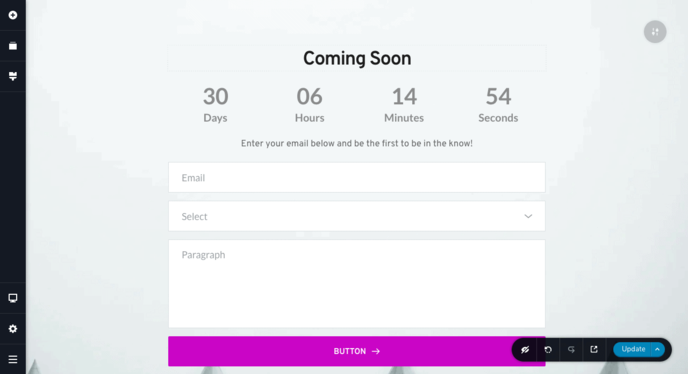 Coming Soon
30 06 14 54
Days Hours Minutes Seconds
Enter your email below and be the first to be in the know!
Email
Select
Paragraph
BUTTON
Update